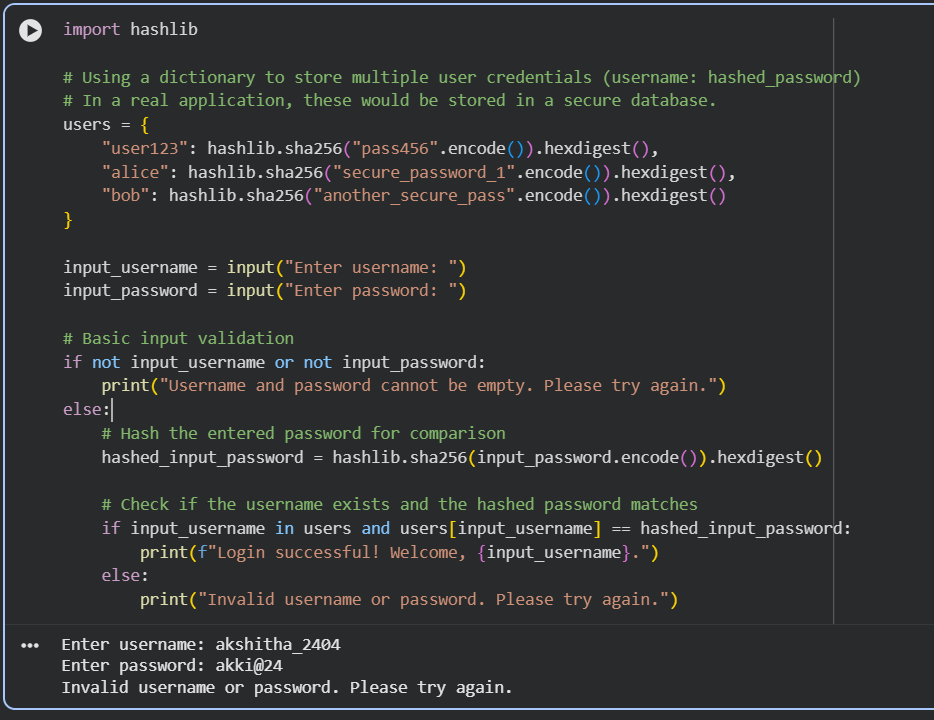 import hashlib
# Using a dictionary to store multiple user credentials (username: hashed_password)
# In a real application, these would be stored in a secure database.
users = {
    "user123": hashlib.sha256("pass456".encode()).hexdigest(),
    "alice": hashlib.sha256("secure_password_1".encode()).hexdigest(),
    "bob": hashlib.sha256("another_secure_pass".encode()).hexdigest()
}
input_username = input("Enter username: ")
input_password = input("Enter password: ")
# Basic input validation
if not input_username or not input_password:
    print("Username and password cannot be empty. Please try again.")
else:
    # Hash the entered password for comparison
    hashed_input_password = hashlib.sha256(input_password.encode()).hexdigest()
    # Check if the username exists and the hashed password matches
    if input_username in users and users[input_username] == hashed_input_password:
        print(f"Login successful! Welcome, {input_username}.")
    else:
        print("Invalid username or password. Please try again.")
Enter username: akshitha_2404
Enter password: akki@24
Invalid username or password. Please try again.